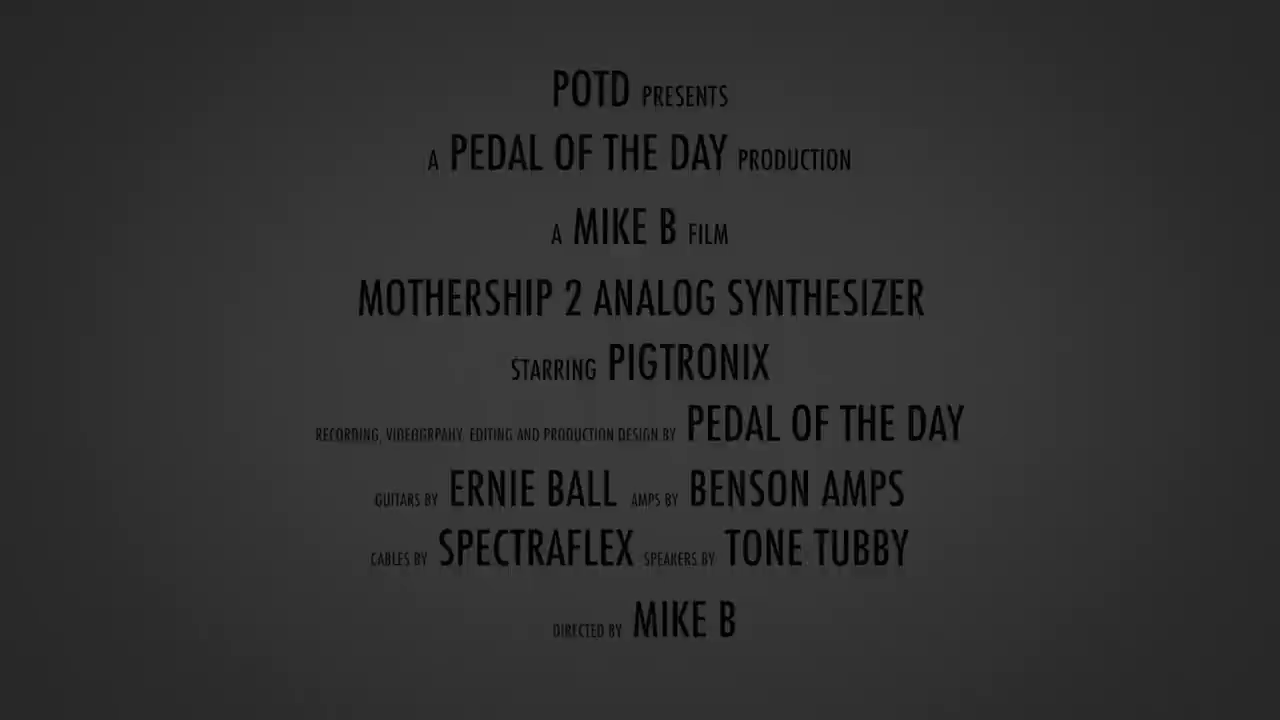 POTD PRESENTS
A PEDAL OF THE DAY PRODUCTION
A MIKE B FILM
MOTHERSHIP 2 ANALOG SYNTHESIZER
STARRING PIGTRONIX
RECORDING, VIDEOGRPAHY, EDITING AND PRODUCTION DESIGN BY PEDAL OF THE DAY
GUITARS BY ERNIE BALL AMPS BY BENSON AMPS
CABLES BY SPECTRAFLEX SPEAKERS BY TONE TUBBY
DIRECTED BY MIKE B